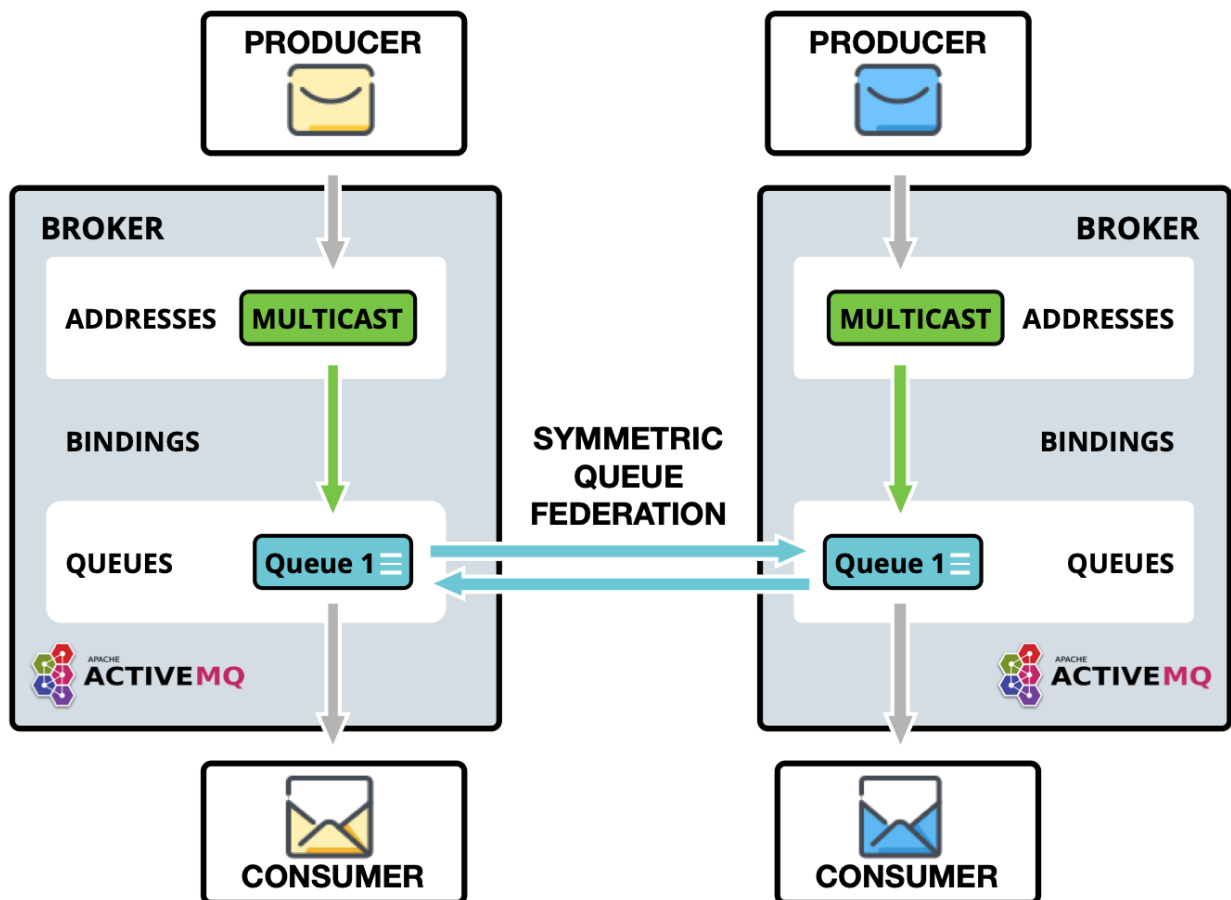 PRODUCER
PRODUCER
BROKER
BROKER
ADDRESSES
MULTICAST
MULTICAST
ADDRESSES
BINDINGS
SYMMETRIC
QUEUE
FEDERATION
BINDINGS
QUEUES
Queue 1
Queue 1
QUEUES
APACHE
ACTIVEMQ
APACHE
ACTIVEMQ
CONSUMER
CONSUMER